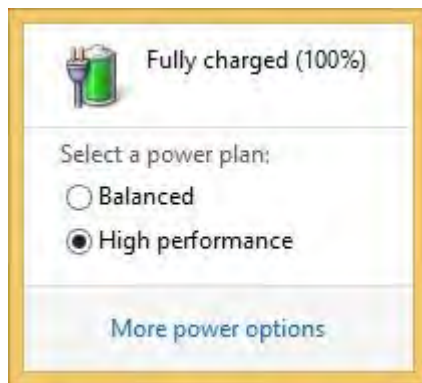 Fully charged (100%)
Select a power plan:
Balanced
High performance
More power options